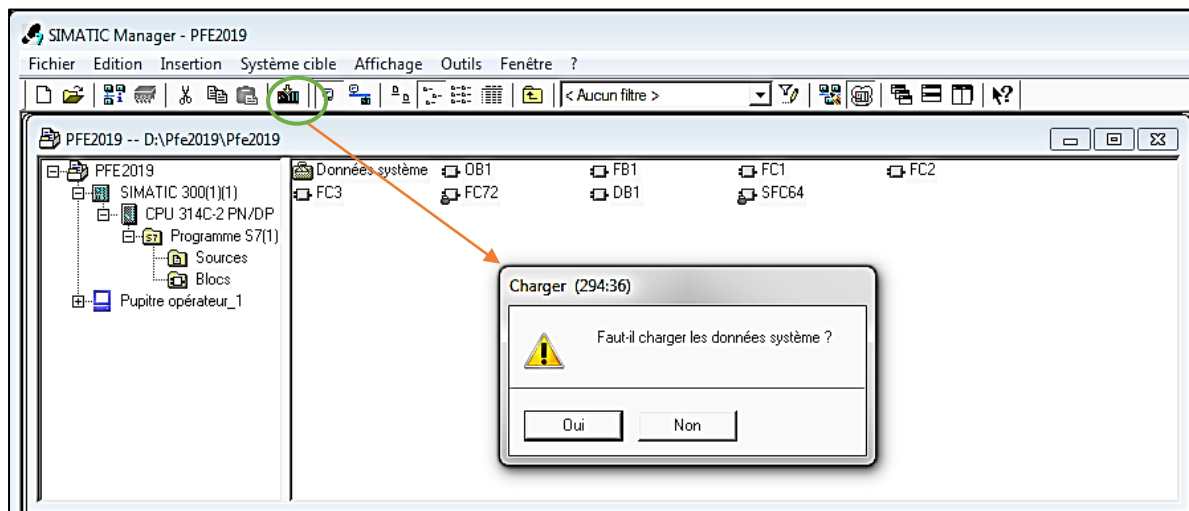 SIMATIC Manager - PFE2019
Fichier Edition Insertion Système cible Affichage Outils Fenêtre ?
< Aucun filtre >
PFE2019 -- D:\Pfe2019\Pfe2019
PFE2019
SIMATIC 300(1)(1)
CPU 314C-2 PN/DP
Programme S7(1)
Sources
Blocs
Pupitre opérateur_1
Données système OB1 FB1 FC1 FC2
FC3 FC72 DB1 SFC64
Charger (294:36)
Faut-il charger les données système ?
Oui Non